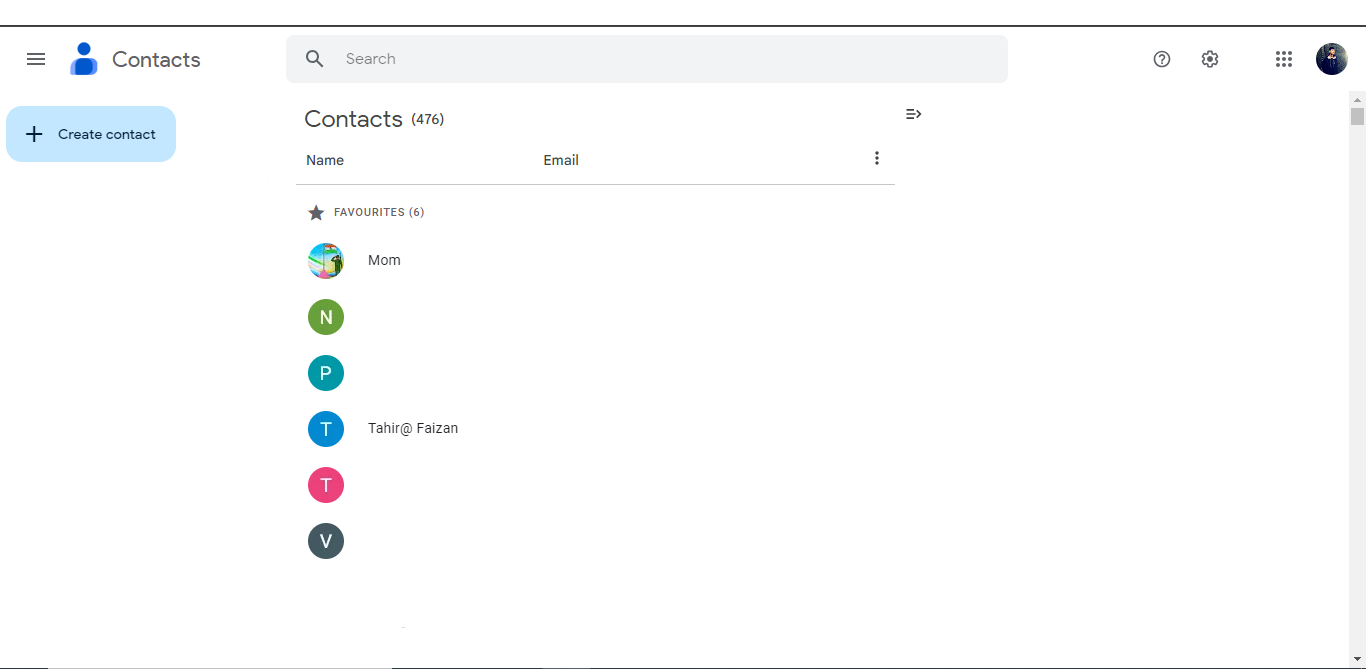 Contacts
Search
Create contact
Contacts (476)
Name Email
FAVOURITES (6)
Mom
N
P
T Tahir@ Faizan
T
V